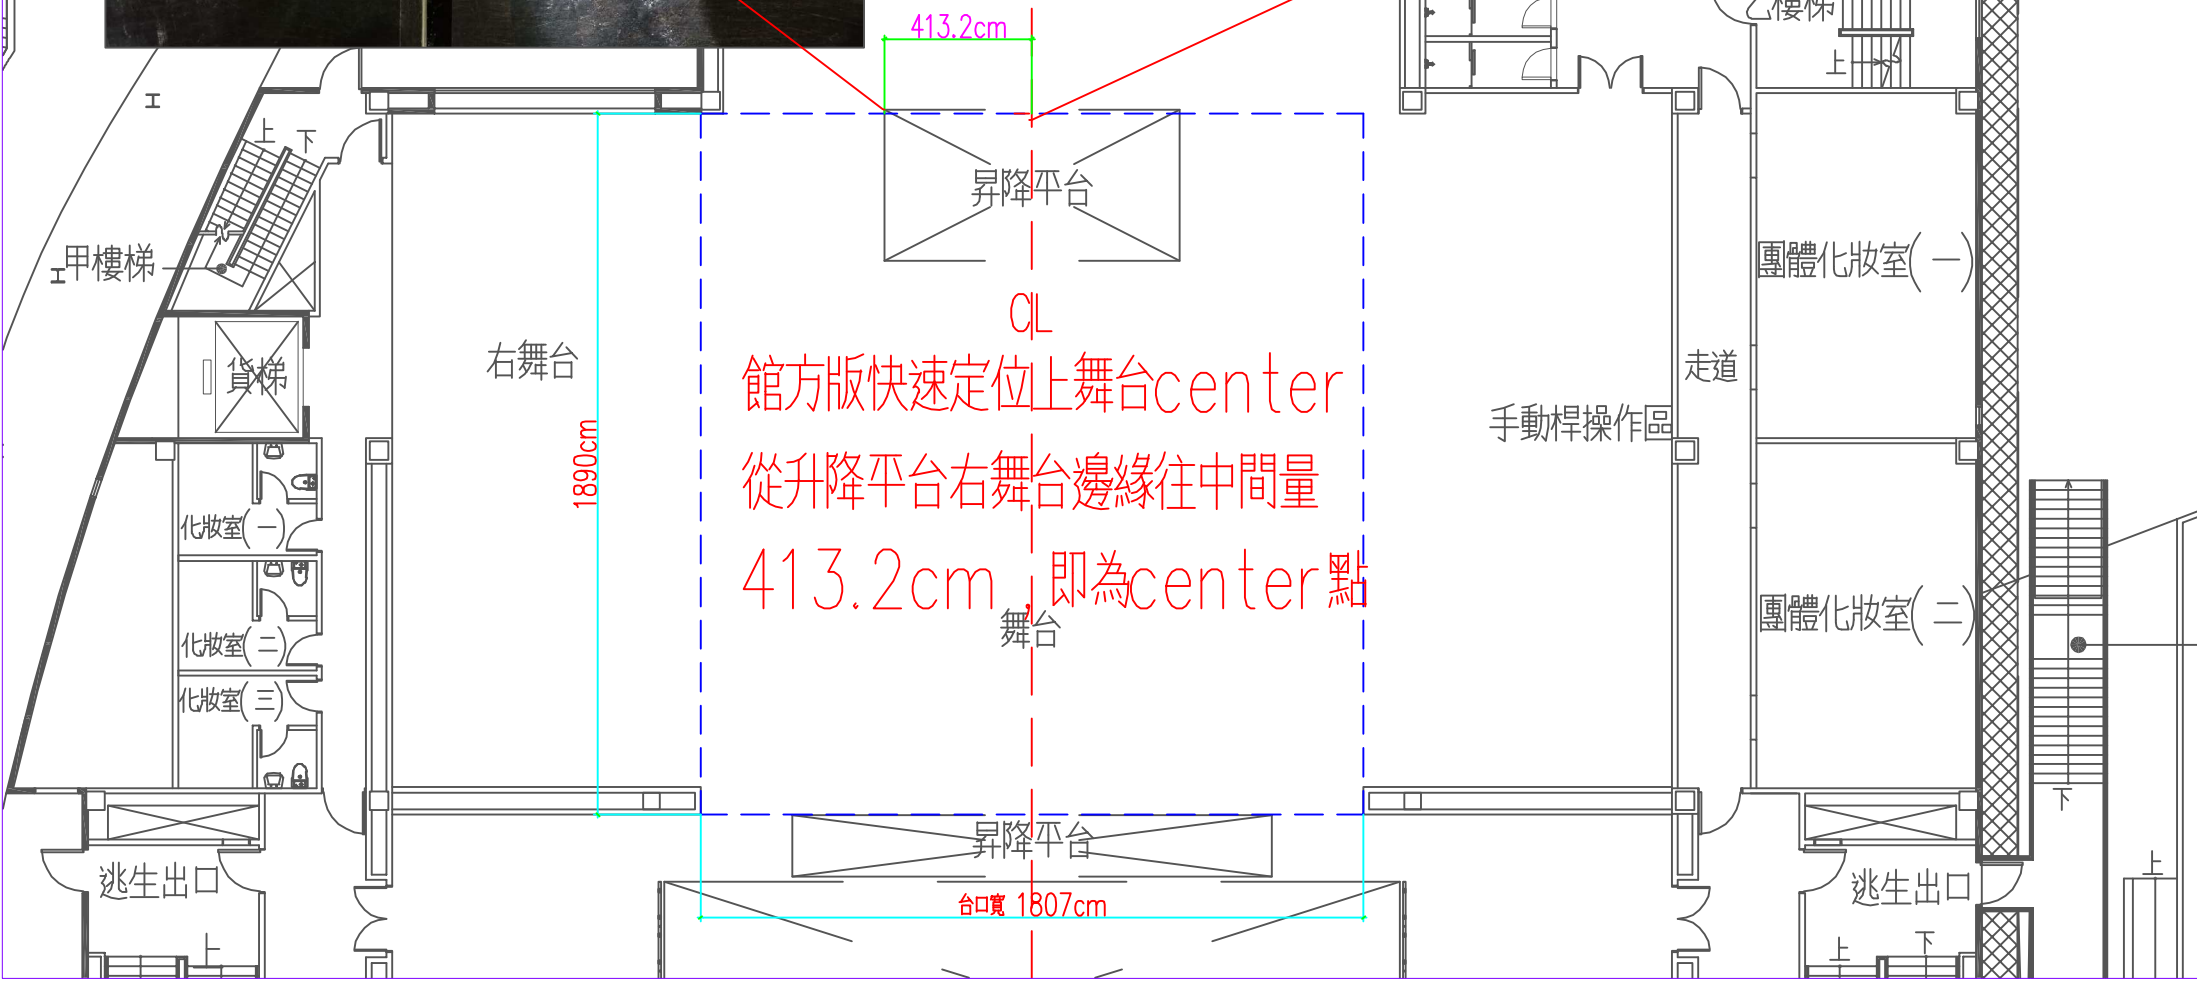 413.2cm
乙樓梯
上
上
下
昇降平台
甲樓梯
團體化妝室(一)
CL
右舞台
貨梯
走道
館方版快速定位上舞台center
手動桿操作區
1890cm
從升降平台右舞台邊緣往中間量
化妝室(一)
413.2cm，即為center點
團體化妝室(二)
舞台
化妝室(二)
化妝室(三)
下
昇降平台
逃生出口
上
逃生出口
台口寬 1807cm
上
上
下